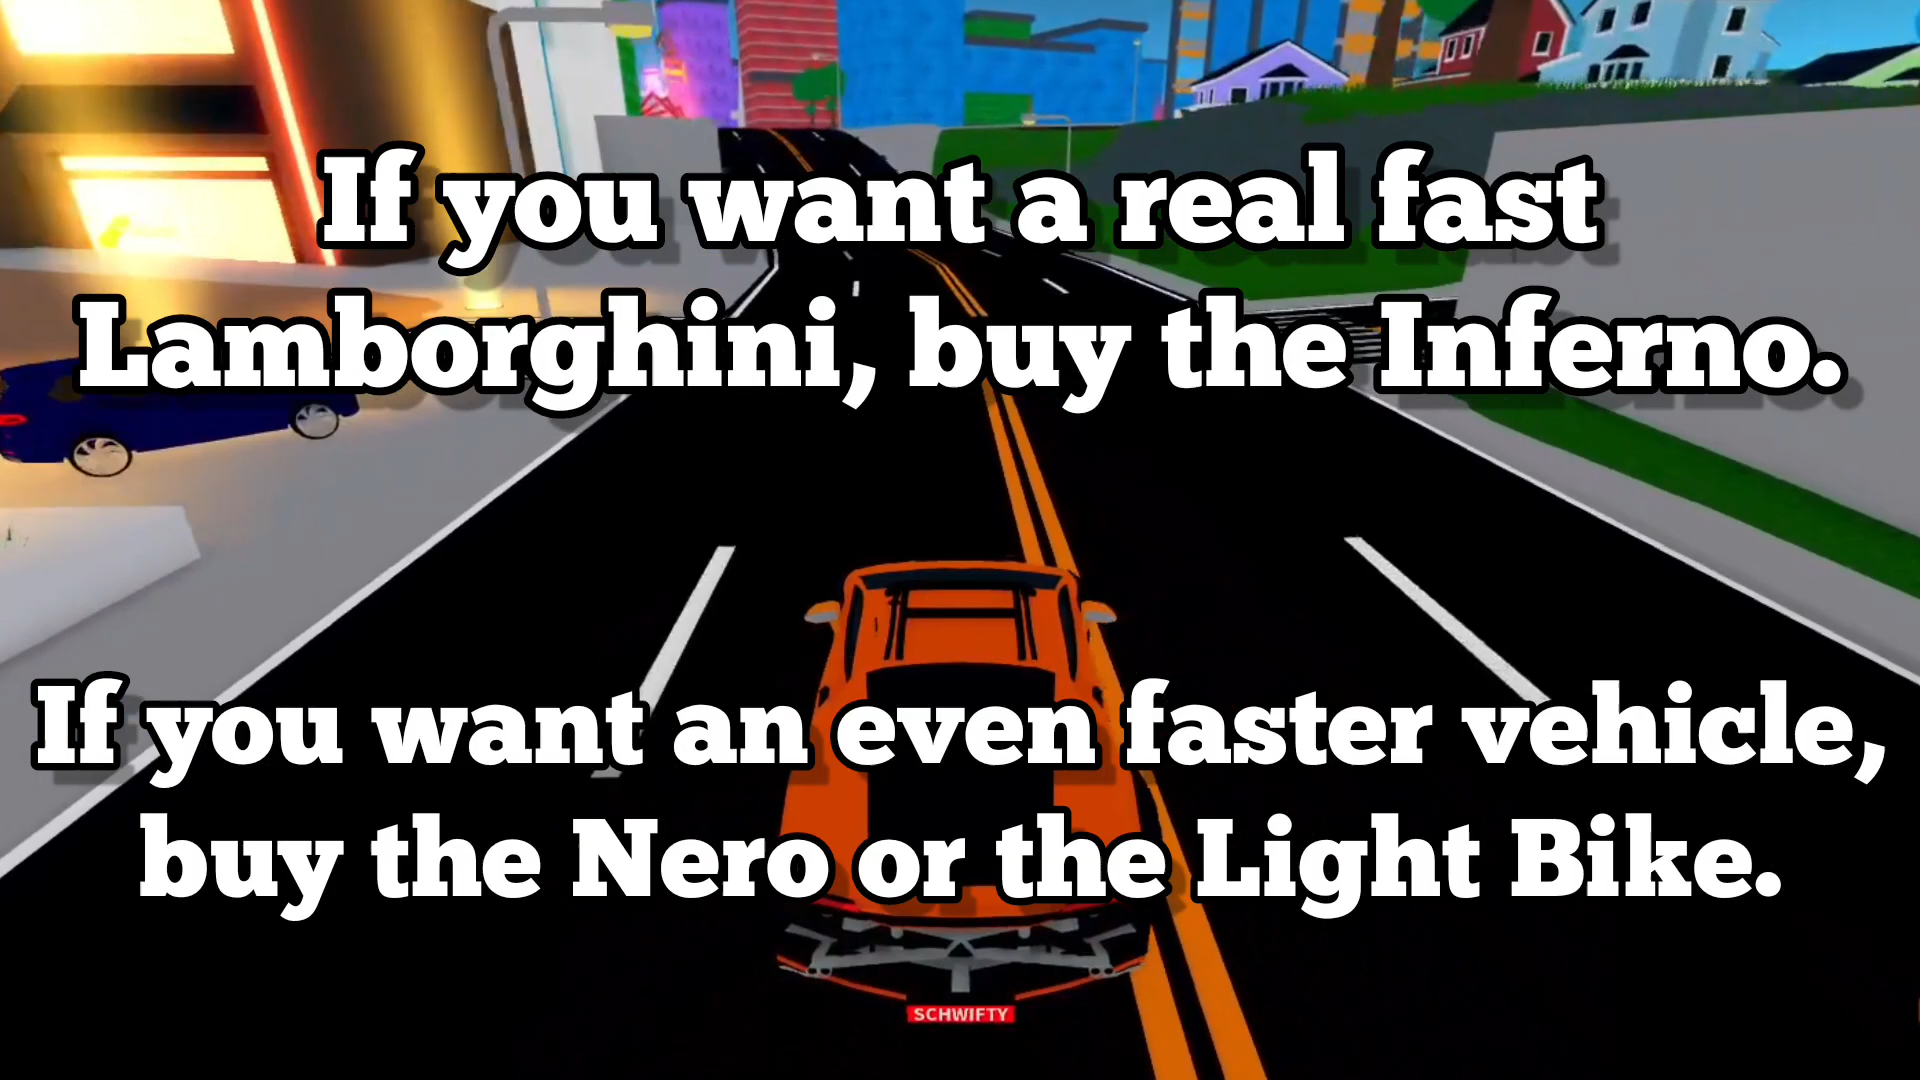 If you want a real fast
Lamborghini, buy the Inferno.
If you want an even faster vehicle,
buy the Nero or the Light Bike.
SCHWIFTY